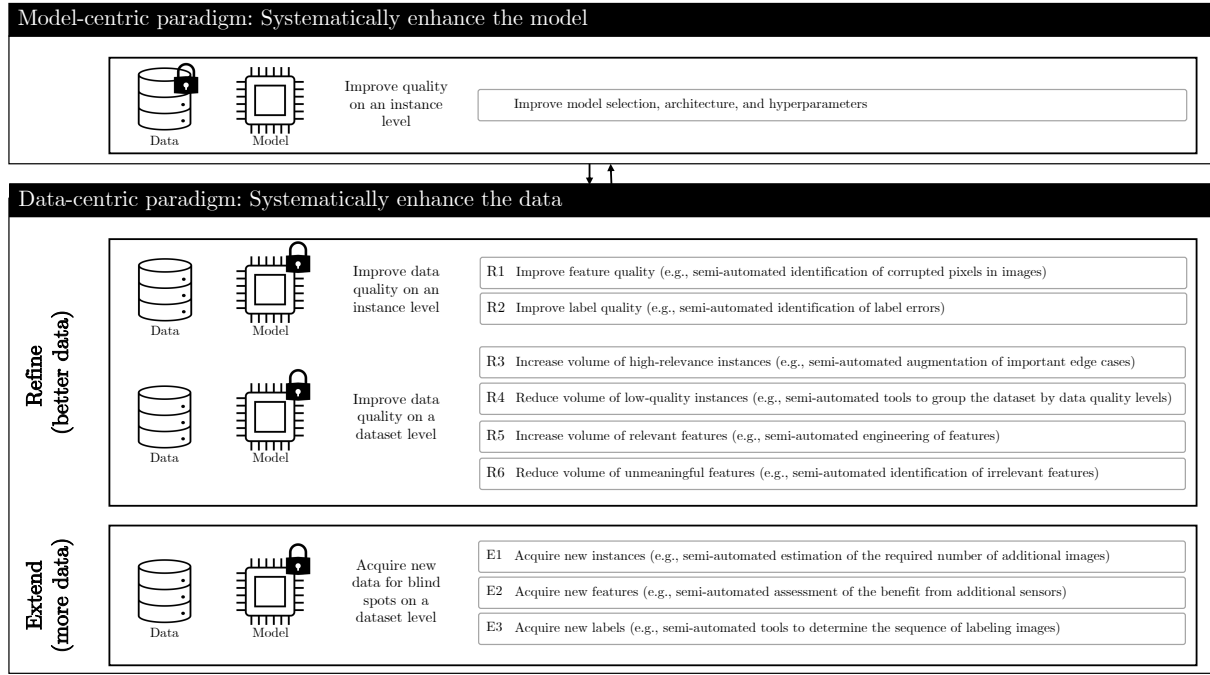 Model-centric paradigm: Systematically enhance the model
Data
Model
Improve quality
on an instance
level
Improve model selection, architecture, and hyperparameters
Data-centric paradigm: Systematically enhance the data
Refine
(better data)
Data
Model
Improve data
quality on an
instance level
R1 Improve feature quality (e.g., semi-automated identification of corrupted pixels in images)
R2 Improve label quality (e.g., semi-automated identification of label errors)
Data
Model
Improve data
quality on a
dataset level
R3 Increase volume of high-relevance instances (e.g., semi-automated augmentation of important edge cases)
R4 Reduce volume of low-quality instances (e.g., semi-automated tools to group the dataset by data quality levels)
R5 Increase volume of relevant features (e.g., semi-automated engineering of features)
R6 Reduce volume of unmeaningful features (e.g., semi-automated identification of irrelevant features)
Extend
(more data)
Data
Model
Acquire new
data for blind
spots on a
dataset level
E1 Acquire new instances (e.g., semi-automated estimation of the required number of additional images)
E2 Acquire new features (e.g., semi-automated assessment of the benefit from additional sensors)
E3 Acquire new labels (e.g., semi-automated tools to determine the sequence of labeling images)